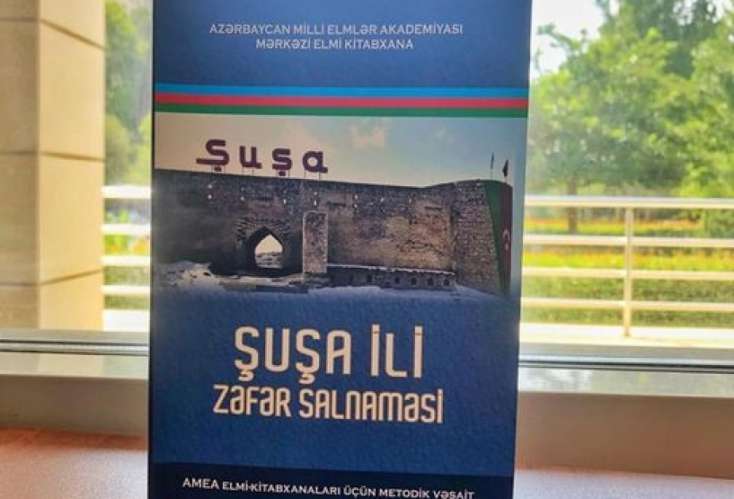 AZƏRBAYCAN MİLLİ ELMLƏR AKADEMİYASI
MƏRKƏZİ ELMİ KİTABXANA
Şuşa
ŞUŞA İLİ
ZƏFƏR SALNAMƏSİ
AMEA ELMİ-KİTABXANALARI ÜÇÜN METODİK VƏSAİT